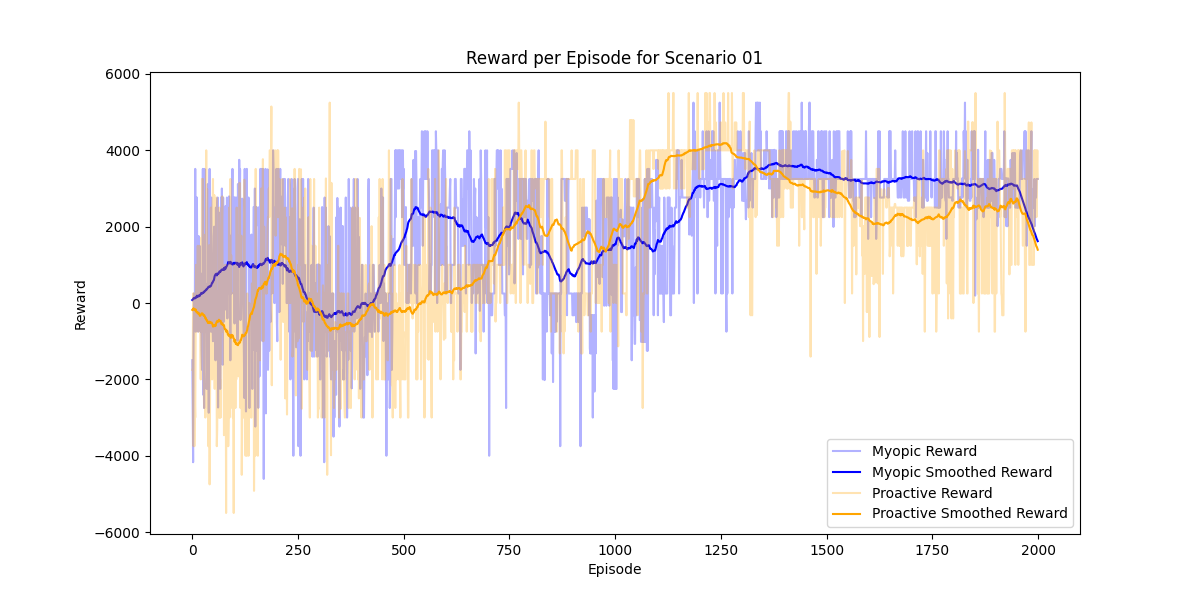 Reward per Episode for Scenario 01
6000
4000
2000
0
−2000
−4000
−6000
Reward
0
250
500
750
1000
1250
1500
1750
2000
Episode
Myopic Reward
Myopic Smoothed Reward
Proactive Reward
Proactive Smoothed Reward